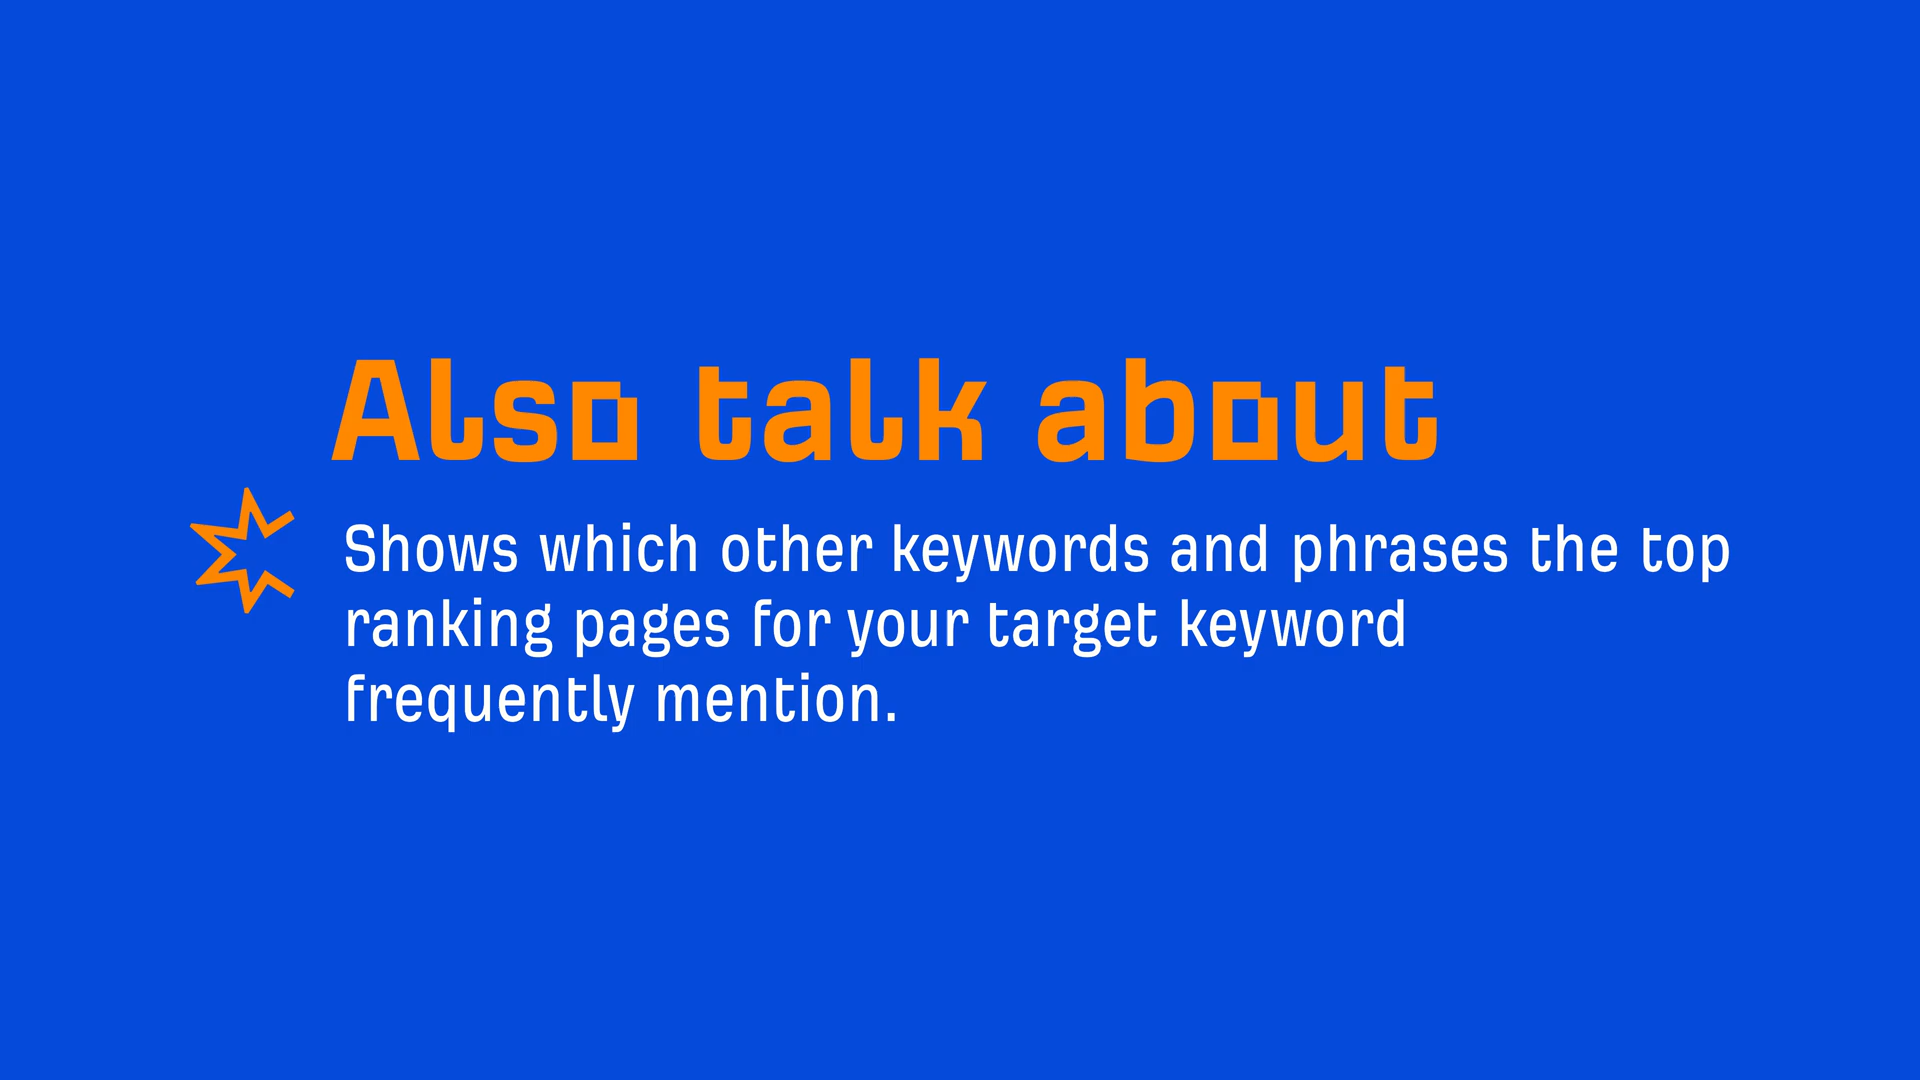 Also talk about
Shows which other keywords and phrases the top
ranking pages for your target keyword
frequently mention.